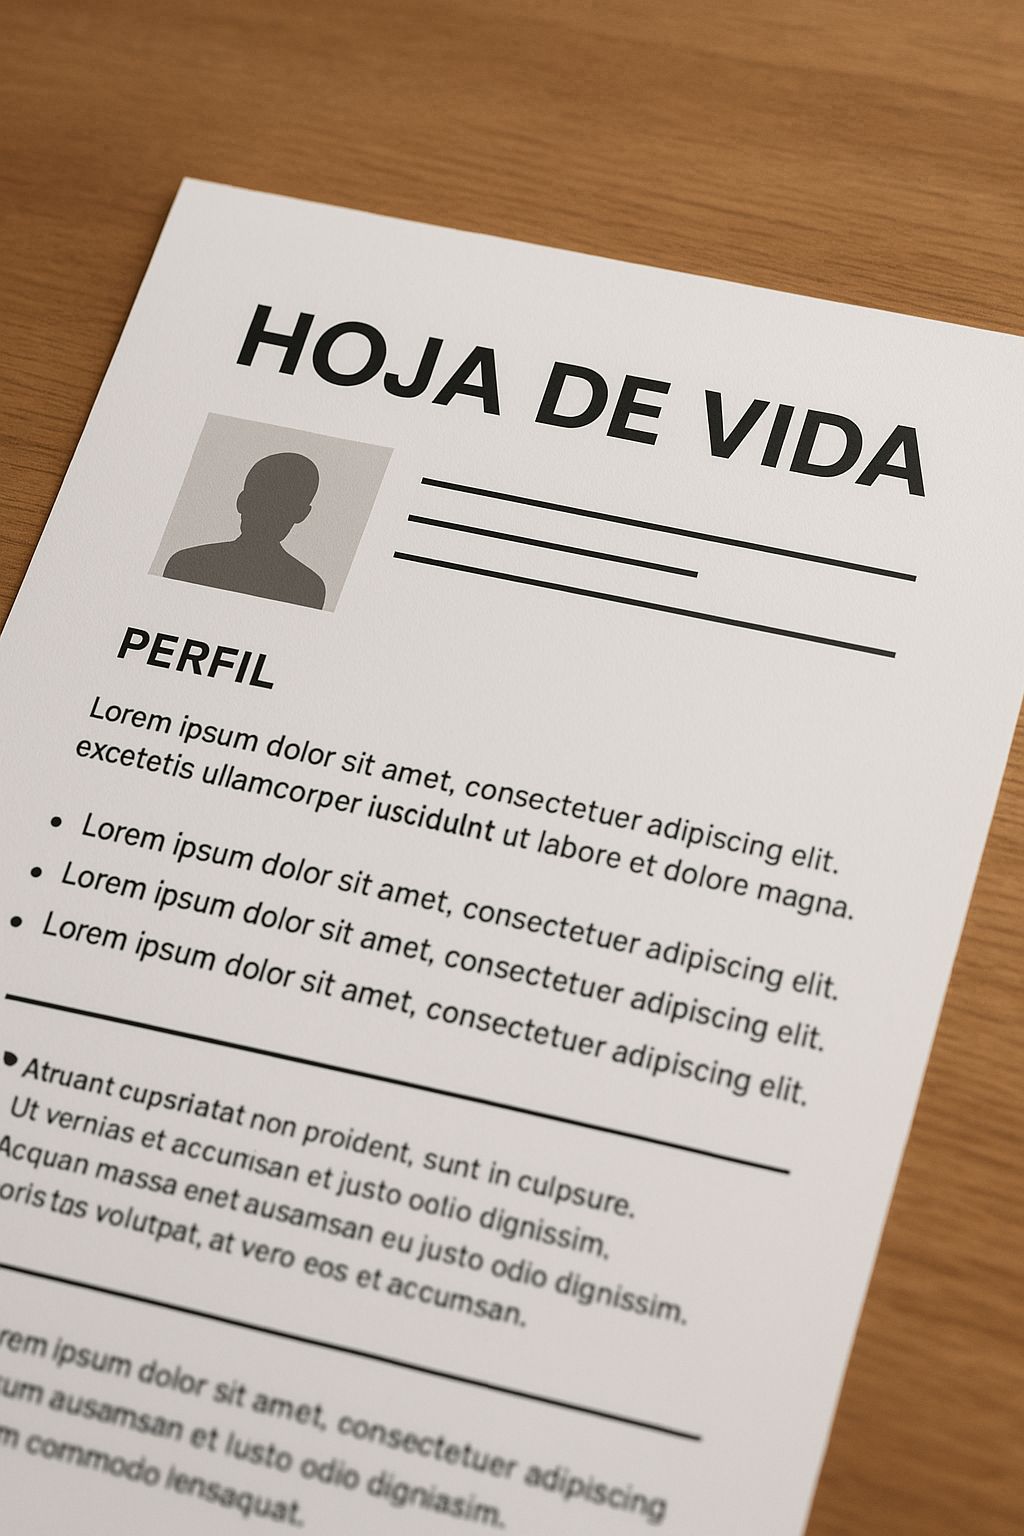 HOJA DE VIDA
PERFIL
Lorem ipsum dolor sit amet, consectetuer adipiscing elit.
excetetis ullamcorper iuscidulnt ut labore et dolore magna.
• Lorem ipsum dolor sit amet, consectetuer adipiscing elit.
• Lorem ipsum dolor sit amet, consectetuer adipiscing elit.
• Lorem ipsum dolor sit amet, consectetuer adipiscing elit.
• Atruant cupsriatat non proident, sunt in culpsure.
Ut vernias et accumsan et justo oolio dignissim.
Acquan massa enet ausamsan eu justo odio dignissim.
oris tas volutpat, at vero eos et accumsan.
rem ipsum dolor sit amet, consectetuer adipiscing
um ausamsan et lusto odio digniasim.
m commodo lensaquat.